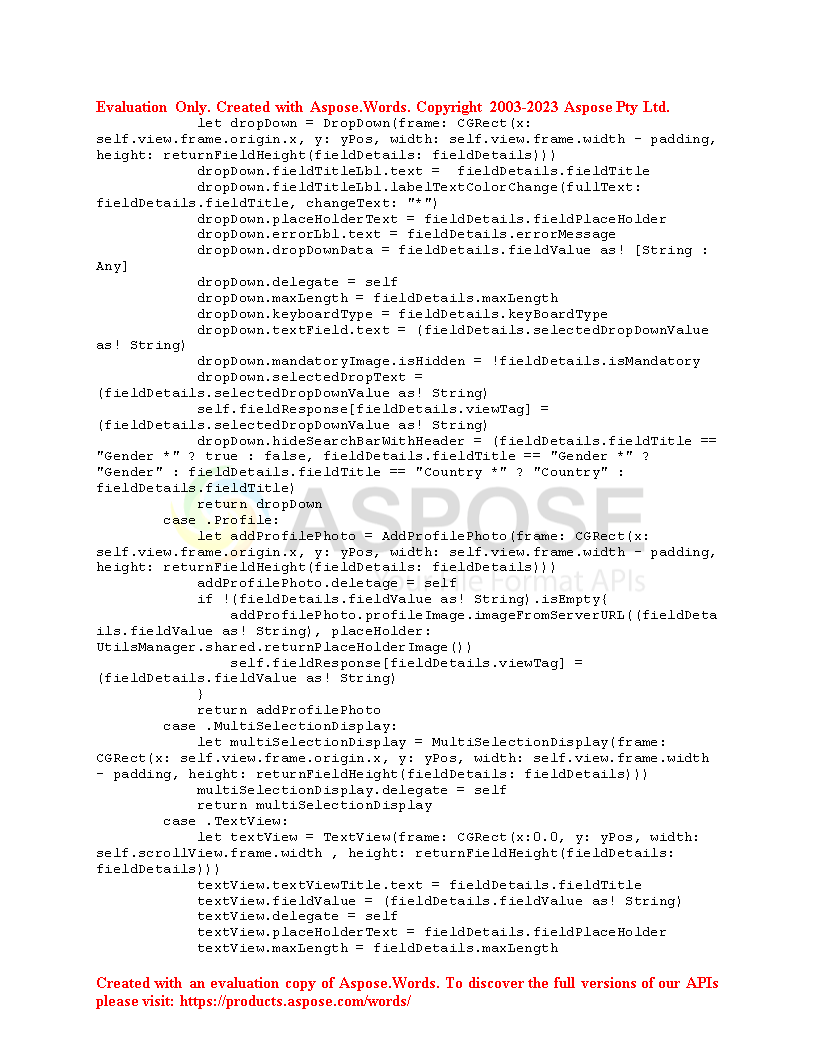 Evaluation Only. Created with Aspose.Words. Copyright 2003-2023 Aspose Pty Ltd.
            let dropDown = DropDown(frame: CGRect(x:
self.view.frame.origin.x, y: yPos, width: self.view.frame.width - padding,
height: returnFieldHeight(fieldDetails: fieldDetails)))
            dropDown.fieldTitleLbl.text =  fieldDetails.fieldTitle
            dropDown.fieldTitleLbl.labelTextColorChange(fullText:
fieldDetails.fieldTitle, changeText: "*")
            dropDown.placeHolderText = fieldDetails.fieldPlaceHolder
            dropDown.errorLbl.text = fieldDetails.errorMessage
            dropDown.dropDownData = fieldDetails.fieldValue as! [String :
Any]
            dropDown.delegate = self
            dropDown.maxLength = fieldDetails.maxLength
            dropDown.keyboardType = fieldDetails.keyBoardType
            dropDown.textField.text = (fieldDetails.selectedDropDownValue
as! String)
            dropDown.mandatoryImage.isHidden = !fieldDetails.isMandatory
            dropDown.selectedDropText =
(fieldDetails.selectedDropDownValue as! String)
            self.fieldResponse[fieldDetails.viewTag] =
(fieldDetails.selectedDropDownValue as! String)
            dropDown.hideSearchBarWithHeader = (fieldDetails.fieldTitle ==
"Gender *" ? true : false, fieldDetails.fieldTitle == "Gender *" ?
"Gender" : fieldDetails.fieldTitle == "Country *" ? "Country" :
fieldDetails.fieldTitle)
            return dropDown
        case .Profile:
            let addProfilePhoto = AddProfilePhoto(frame: CGRect(x:
self.view.frame.origin.x, y: yPos, width: self.view.frame.width - padding,
height: returnFieldHeight(fieldDetails: fieldDetails)))
            addProfilePhoto.deletage = self
            if !(fieldDetails.fieldValue as! String).isEmpty{
                addProfilePhoto.profileImage.imageFromServerURL((fieldDeta
ils.fieldValue as! String), placeHolder:
UtilsManager.shared.returnPlaceHolderImage())
                self.fieldResponse[fieldDetails.viewTag] =
(fieldDetails.fieldValue as! String)
            }
            return addProfilePhoto
        case .MultiSelectionDisplay:
            let multiSelectionDisplay = MultiSelectionDisplay(frame:
CGRect(x: self.view.frame.origin.x, y: yPos, width: self.view.frame.width
- padding, height: returnFieldHeight(fieldDetails: fieldDetails)))
            multiSelectionDisplay.delegate = self
            return multiSelectionDisplay
        case .TextView:
            let textView = TextView(frame: CGRect(x:0.0, y: yPos, width:
self.scrollView.frame.width , height: returnFieldHeight(fieldDetails:
fieldDetails)))
            textView.textViewTitle.text = fieldDetails.fieldTitle
            textView.fieldValue = (fieldDetails.fieldValue as! String)
            textView.delegate = self
            textView.placeHolderText = fieldDetails.fieldPlaceHolder
            textView.maxLength = fieldDetails.maxLength
ASPOSE
Your File Format APIs
Created with an evaluation copy of Aspose.Words. To discover the full versions of our APIs
please visit: https://products.aspose.com/words/